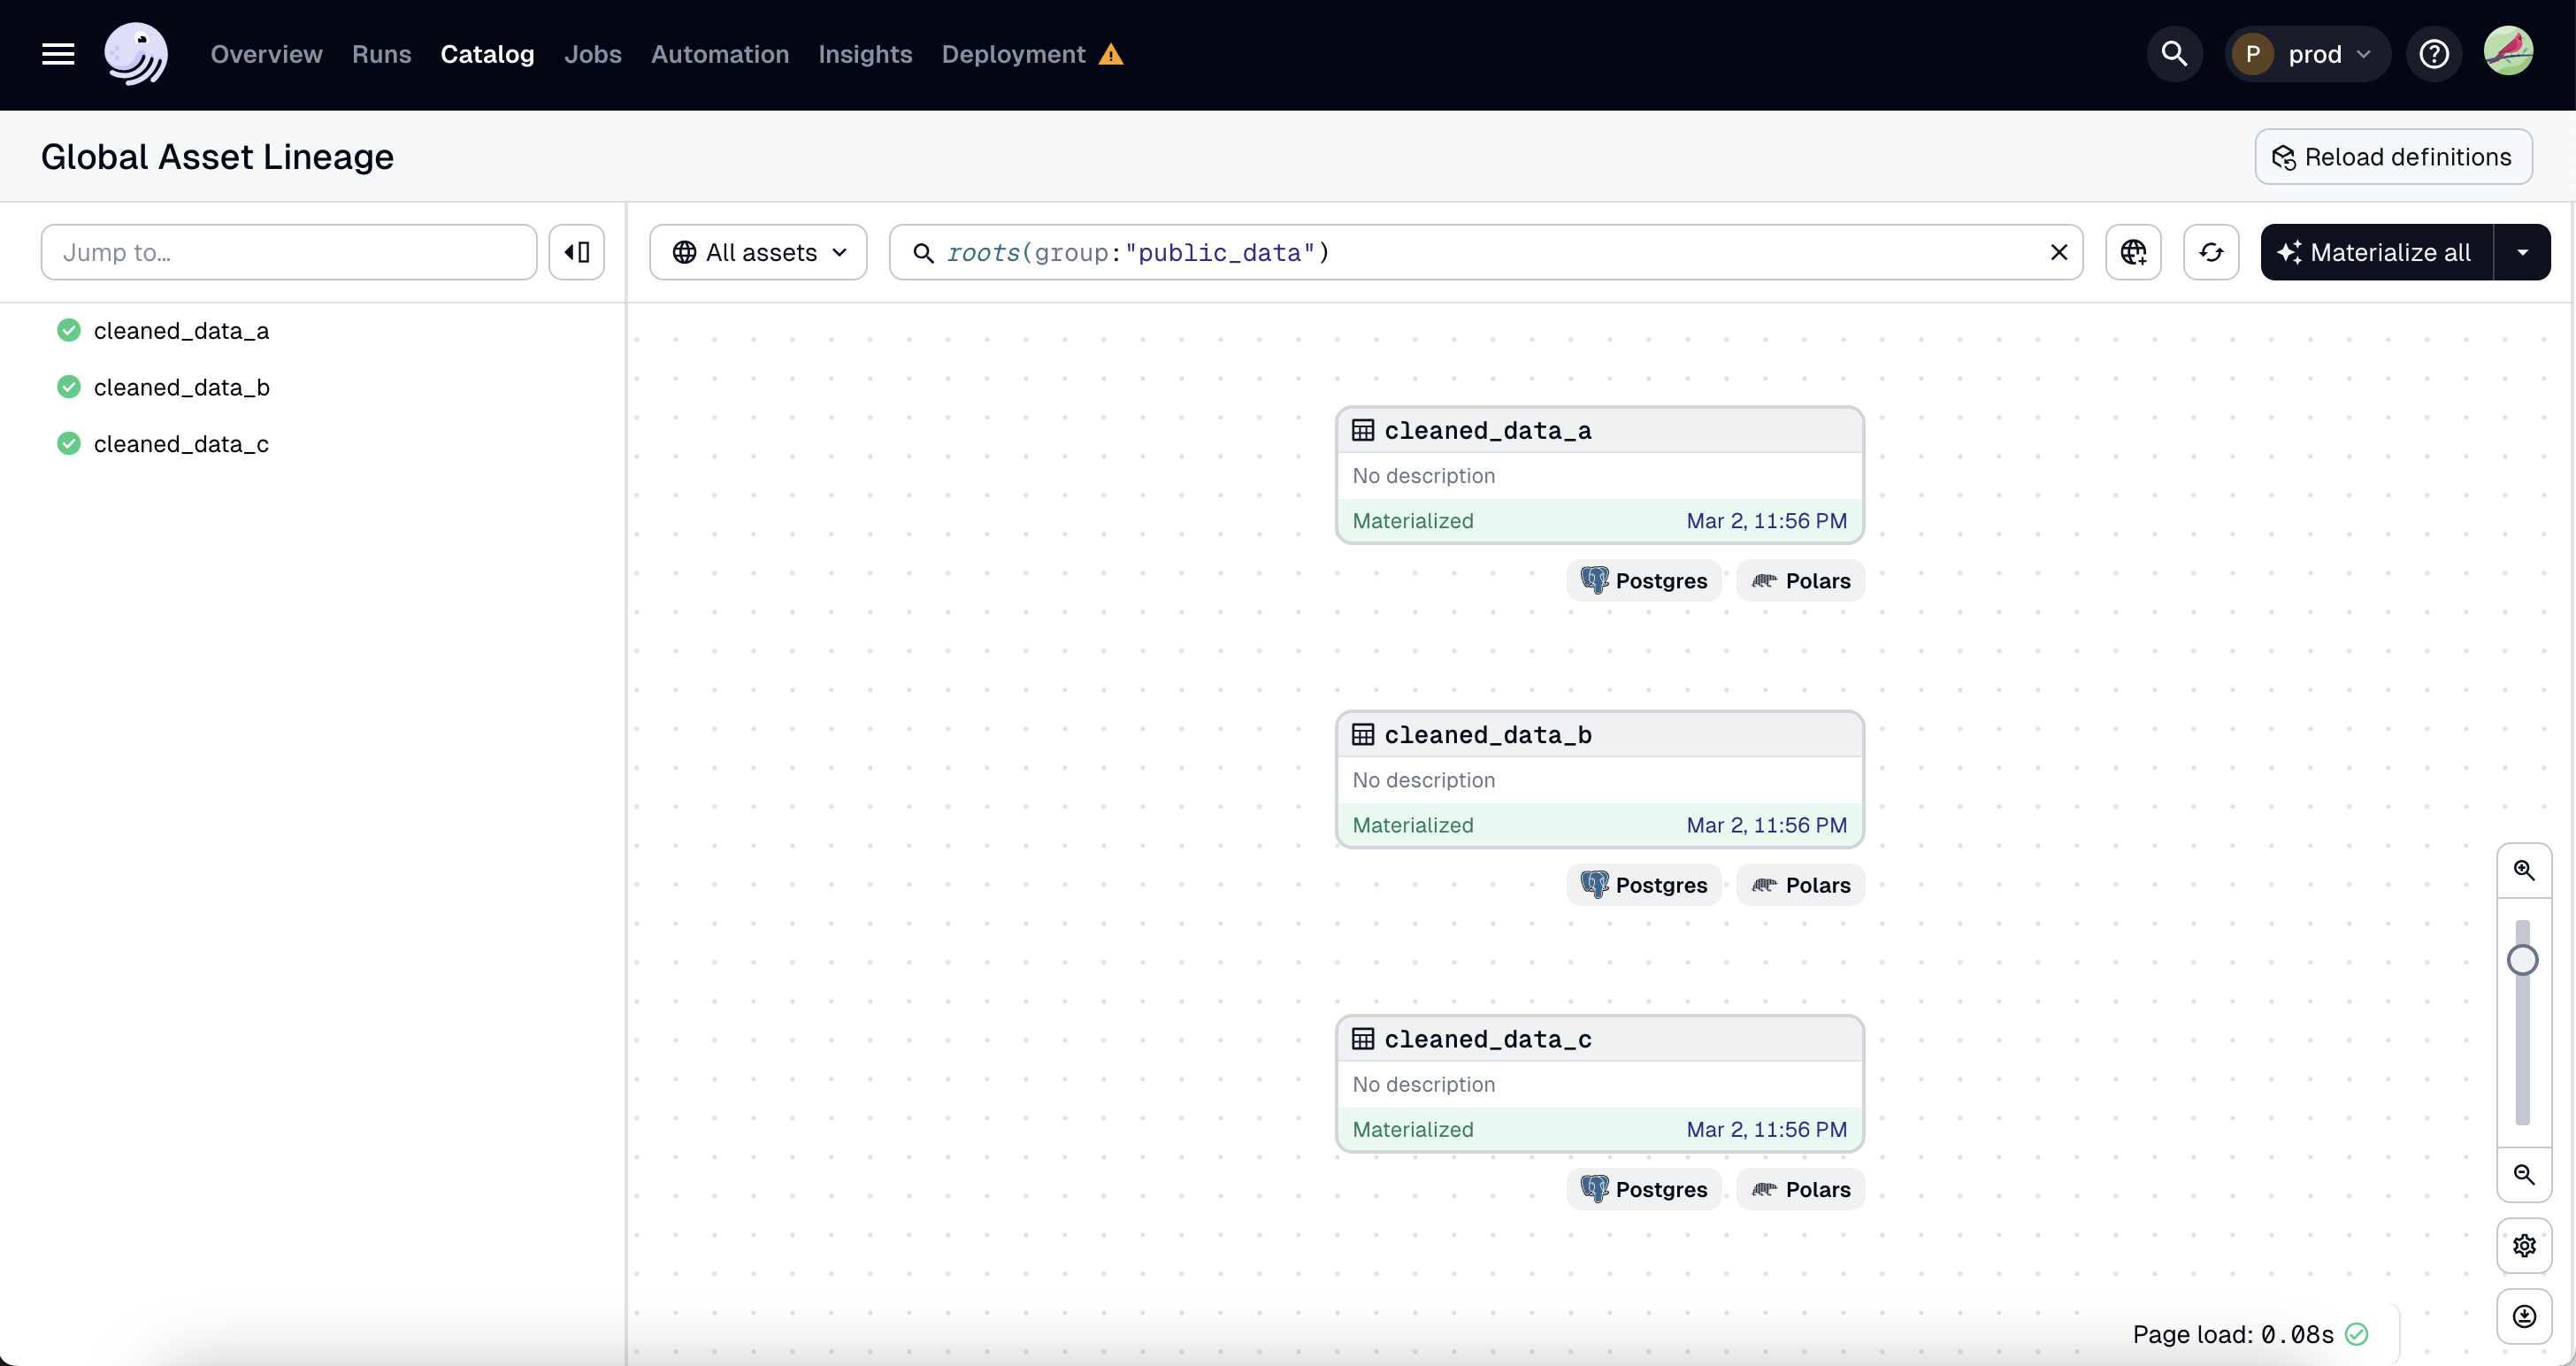 Overview Runs Catalog Jobs Automation Insights Deployment P prod
Global Asset Lineage Reload definitions
Jump to… All assets roots(group:"public_data") Materialize all
cleaned_data_a
cleaned_data_b
cleaned_data_c
cleaned_data_a
No description
Materialized Mar 2, 11:56 PM
Postgres Polars
cleaned_data_b
No description
Materialized Mar 2, 11:56 PM
Postgres Polars
cleaned_data_c
No description
Materialized Mar 2, 11:56 PM
Postgres Polars
Page load: 0.08s